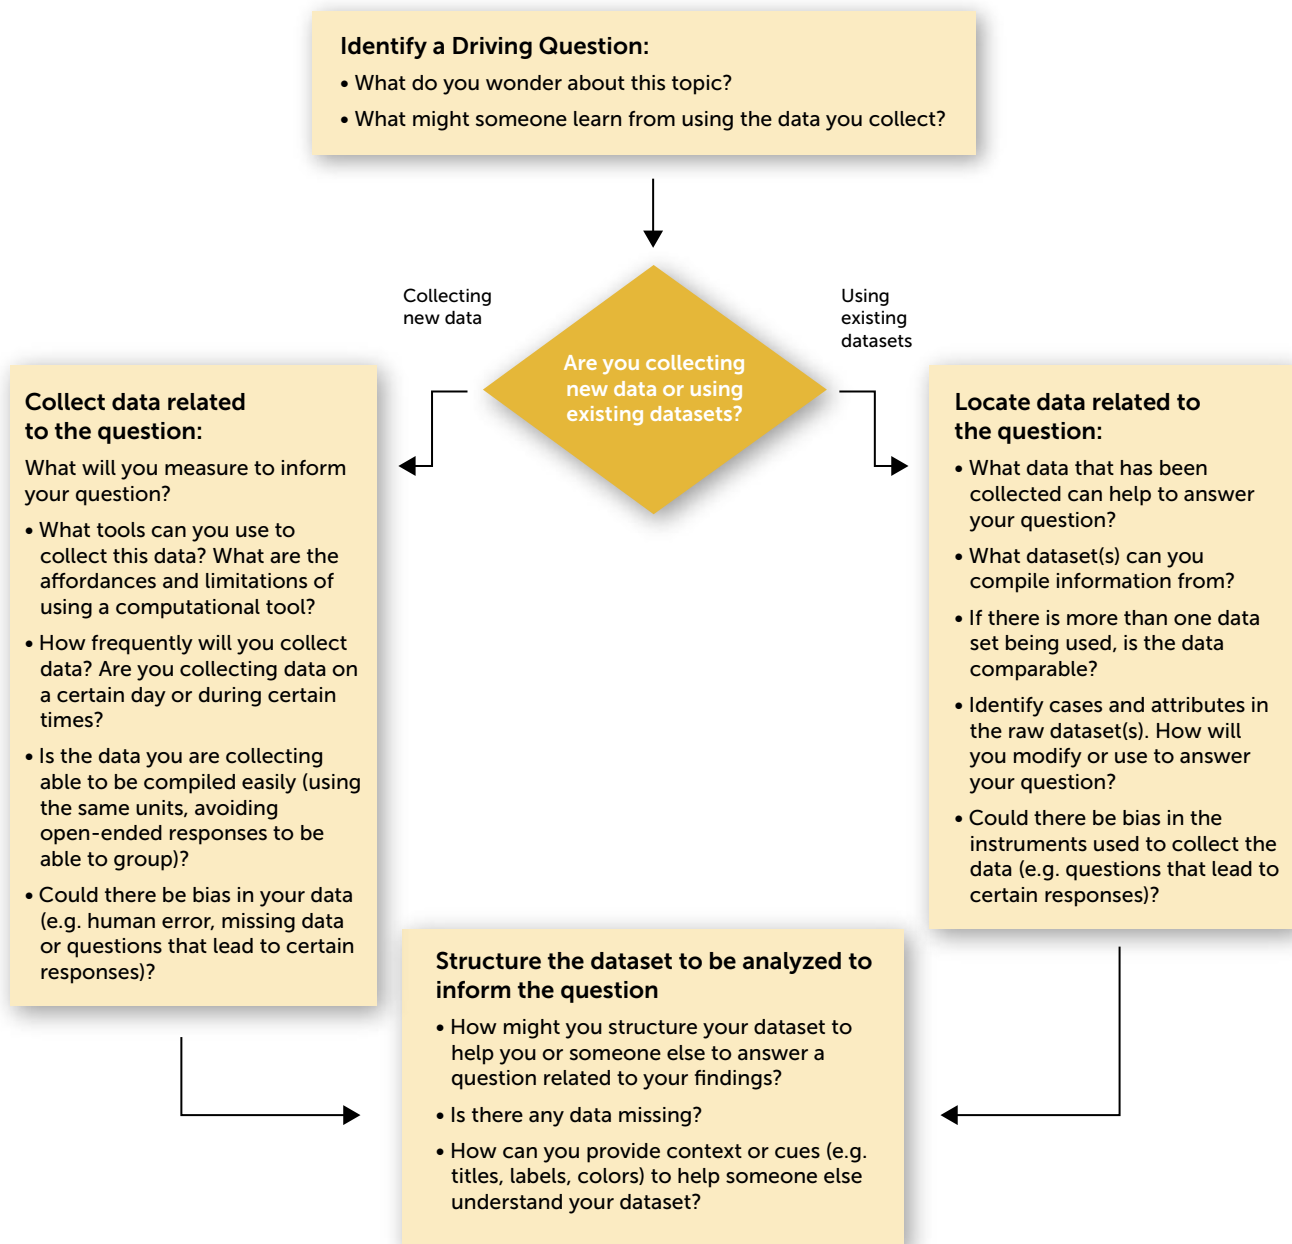 Identify a Driving Question:
• What do you wonder about this topic?
• What might someone learn from using the data you collect?
Collecting
new data
Using
existing
datasets
Are you collecting
new data or using
existing datasets?
Collect data related
to the question:
What will you measure to inform
your question?
• What tools can you use to
collect this data? What are the
affordances and limitations of
using a computational tool?
• How frequently will you collect
data? Are you collecting data on
a certain day or during certain
times?
• Is the data you are collecting
able to be compiled easily (using
the same units, avoiding
open-ended responses to be
able to group)?
• Could there be bias in your data
(e.g. human error, missing data
or questions that lead to certain
responses)?
Locate data related to
the question:
• What data that has been
collected can help to answer
your question?
• What dataset(s) can you
compile information from?
• If there is more than one data
set being used, is the data
comparable?
• Identify cases and attributes in
the raw dataset(s). How will
you modify or use to answer
your question?
• Could there be bias in the
instruments used to collect the
data (e.g. questions that lead to
certain responses)?
Structure the dataset to be analyzed to
inform the question
• How might you structure your dataset to
help you or someone else to answer a
question related to your findings?
• Is there any data missing?
• How can you provide context or cues (e.g.
titles, labels, colors) to help someone else
understand your dataset?